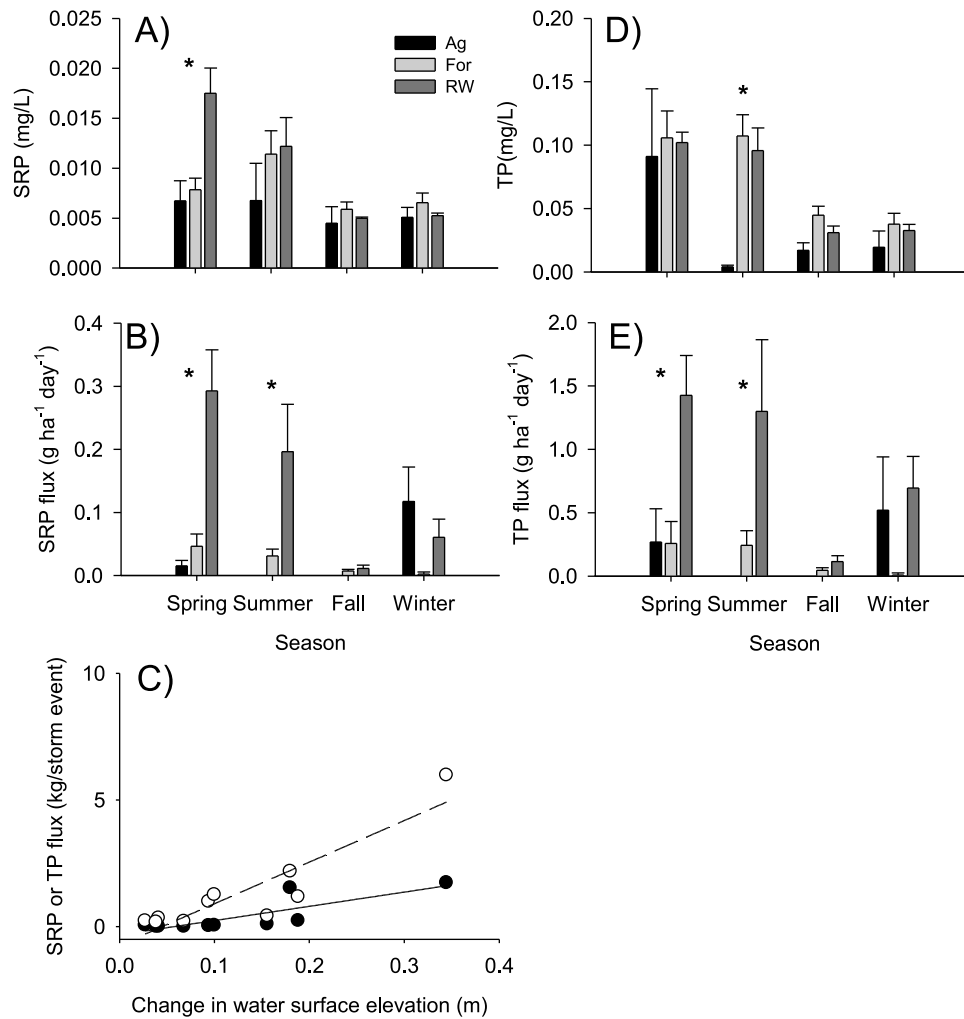 A)
Ag
For
RW
*
0.025
0.020
0.015
0.010
0.005
0.000
SRP (mg/L)
D)
*
0.20
0.15
0.10
0.05
0.00
TP(mg/L)
B)
* *
0.4
0.3
0.2
0.1
0.0
SRP flux (g ha⁻¹ day⁻¹)
Spring Summer Fall Winter
Season
E)
* *
2.0
1.5
1.0
0.5
0.0
TP flux (g ha⁻¹ day⁻¹)
Spring Summer Fall Winter
Season
C)
10
5
0
SRP or TP flux (kg/storm event)
0.0 0.1 0.2 0.3 0.4
Change in water surface elevation (m)